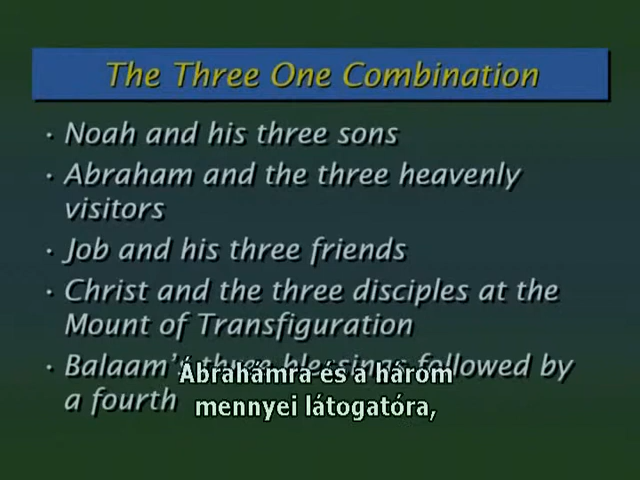 The Three One Combination
· Noah and his three sons
· Abraham and the three heavenly
visitors
· Job and his three friends
· Christ and the three disciples at the
Mount of Transfiguration
· Balaam's three blessings followed by
a fourth
Ábrahámra és a három
mennyei látogatóra,